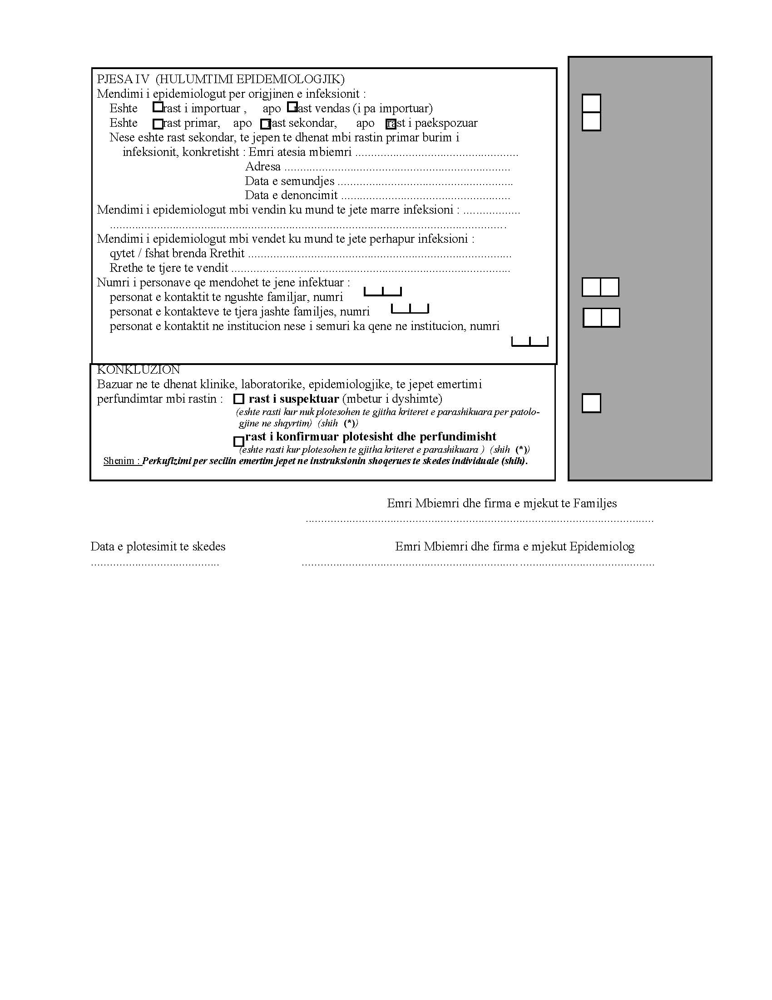 PJESA IV (HULUMTIMI EPIDEMIOLOGJIK)
Mendimi i epidemiologut per origjinen e infeksionit :
Eshte rast i importuar , apo rast vendas (i pa importuar)
Eshte rast primar, apo rast sekondar, apo rast i paekspozuar
Nese eshte rast sekondar, te jepen te dhenat mbi rastin primar burim i
infeksionit, konkretisht : Emri atesia mbiemri ....................................................
Adresa ........................................................................
Data e semundjes ........................................................
Data e denoncimit ......................................................
Mendimi i epidemiologut mbi vendin ku mund te jete marre infeksioni : ..................
..............................................................................................................................
Mendimi i epidemiologut mbi vendet ku mund te jete perhapur infeksioni :
qytet / fshat brenda Rrethit ....................................................................................
Rrethe te tjere te vendit .........................................................................................
Numri i personave qe mendohet te jene infektuar :
personat e kontaktit te ngushte familjar, numri
personat e kontakteve te tjera jashte familjes, numri
personat e kontaktit ne institucion nese i semuri ka qene ne institucion, numri
KONKLUZION
Bazuar ne te dhenat klinike, laboratorike, epidemiologjike, te jepet emertimi
perfundimtar mbi rastin : rast i suspektuar (mbetur i dyshimte)
(eshte rasti kur nuk plotesohen te gjitha kriteret e parashikuara per patolo-
gjine ne shqyrtim) (shih (*))
rast i konfirmuar plotesisht dhe perfundimisht
(eshte rasti kur plotesohen te gjitha kriteret e parashikuara ) (shih (*))
Shenim : Perkufizimi per secilin emertim jepet ne instruksionin shoqerues te skedes individuale (shih).
Emri Mbiemri dhe firma e mjekut te Familjes
...............................................................................................................
Data e plotesimit te skedes Emri Mbiemri dhe firma e mjekut Epidemiolog
......................................... ................................................................................................................